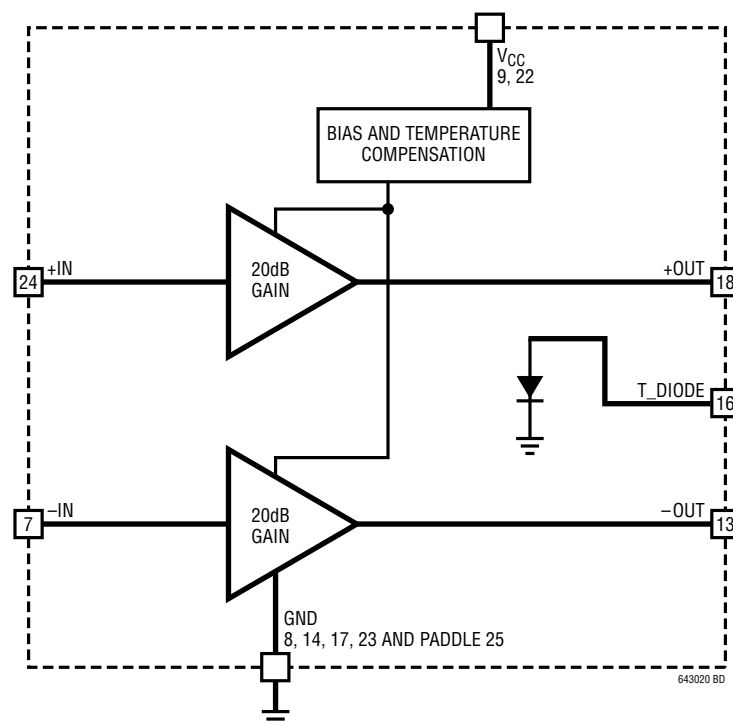 VCC
9, 22
BIAS AND TEMPERATURE
COMPENSATION
24
+IN
20dB
GAIN
+OUT
18
T_DIODE
16
7
–IN
20dB
GAIN
–OUT
13
GND
8, 14, 17, 23 AND PADDLE 25
643020 BD